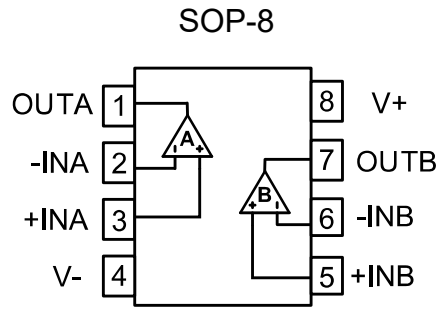 SOP-8
OUTA 1 8 V+
-INA 2 A - + 7 OUTB
+INA 3 B + - 6 -INB
V- 4 5 +INB